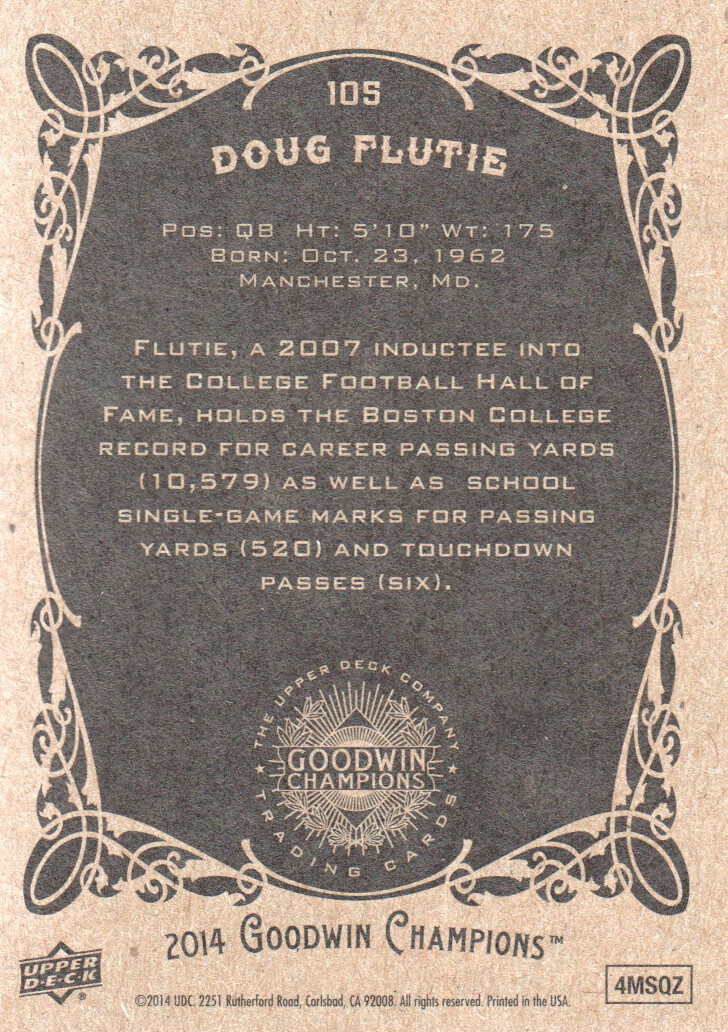 105
DOUG FLUTIE
POS: QB HT: 5'10" WT: 175
BORN: OCT. 23, 1962
MANCHESTER, MD.
FLUTIE, A 2007 INDUCTEE INTO
THE COLLEGE FOOTBALL HALL OF
FAME, HOLDS THE BOSTON COLLEGE
RECORD FOR CAREER PASSING YARDS
(10,579) AS WELL AS SCHOOL
SINGLE-GAME MARKS FOR PASSING
YARDS (520) AND TOUCHDOWN
PASSES (SIX).
THE UPPER DECK COMPANY
GOODWIN
CHAMPIONS
TRADING CARDS
2014 GOODWIN CHAMPIONS™
UPPER
DECK®
©2014 UDC. 2251 Rutherford Road, Carlsbad, CA 92008. All rights reserved. Printed in the USA.
4MSQZ